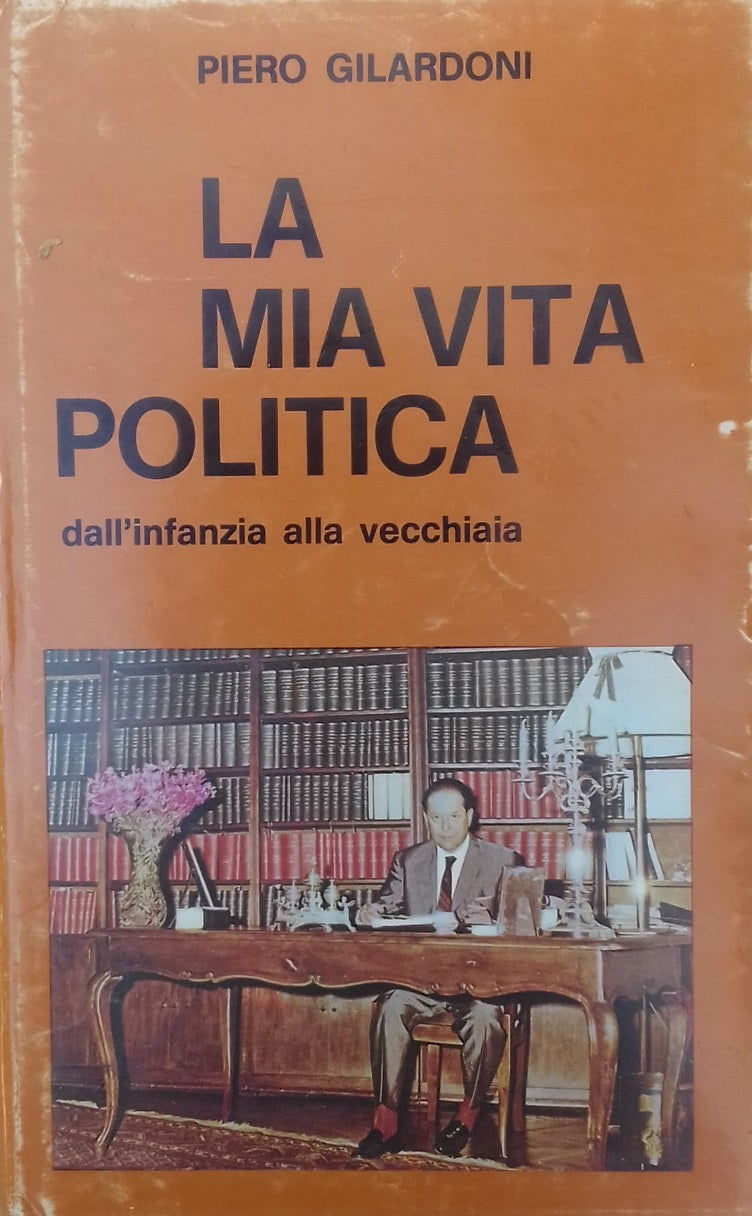 PIERO GILARDONI
LA
MIA VITA
POLITICA
dall'infanzia alla vecchiaia